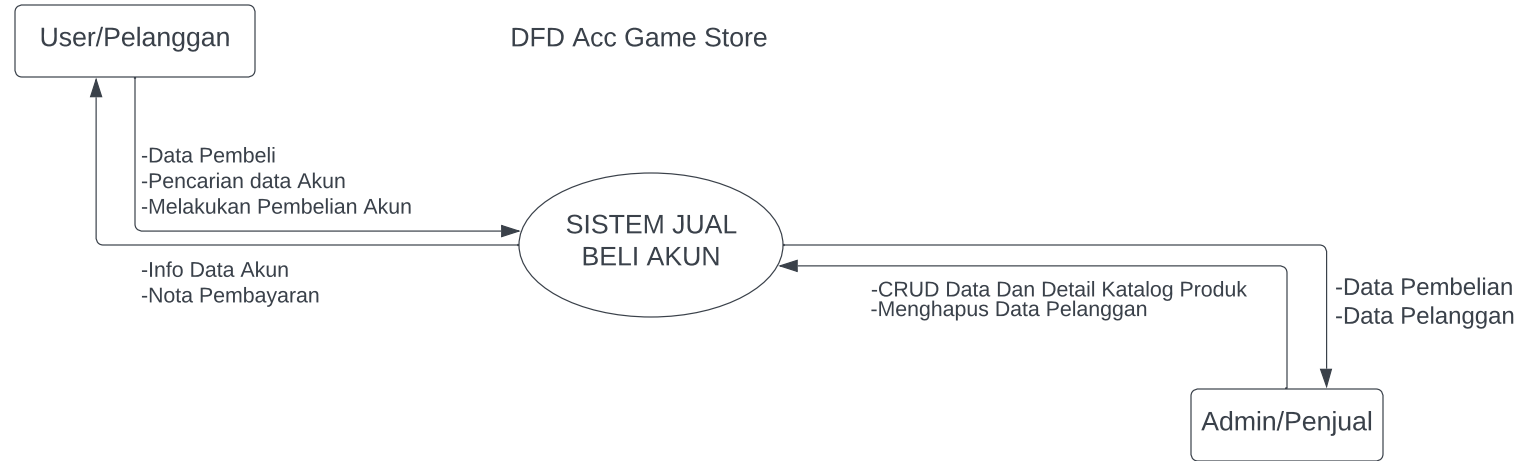 User/Pelanggan
DFD Acc Game Store
-Data Pembeli
-Pencarian data Akun
-Melakukan Pembelian Akun
SISTEM JUAL
BELI AKUN
-Info Data Akun
-Nota Pembayaran
-CRUD Data Dan Detail Katalog Produk
-Menghapus Data Pelanggan
-Data Pembelian
-Data Pelanggan
Admin/Penjual